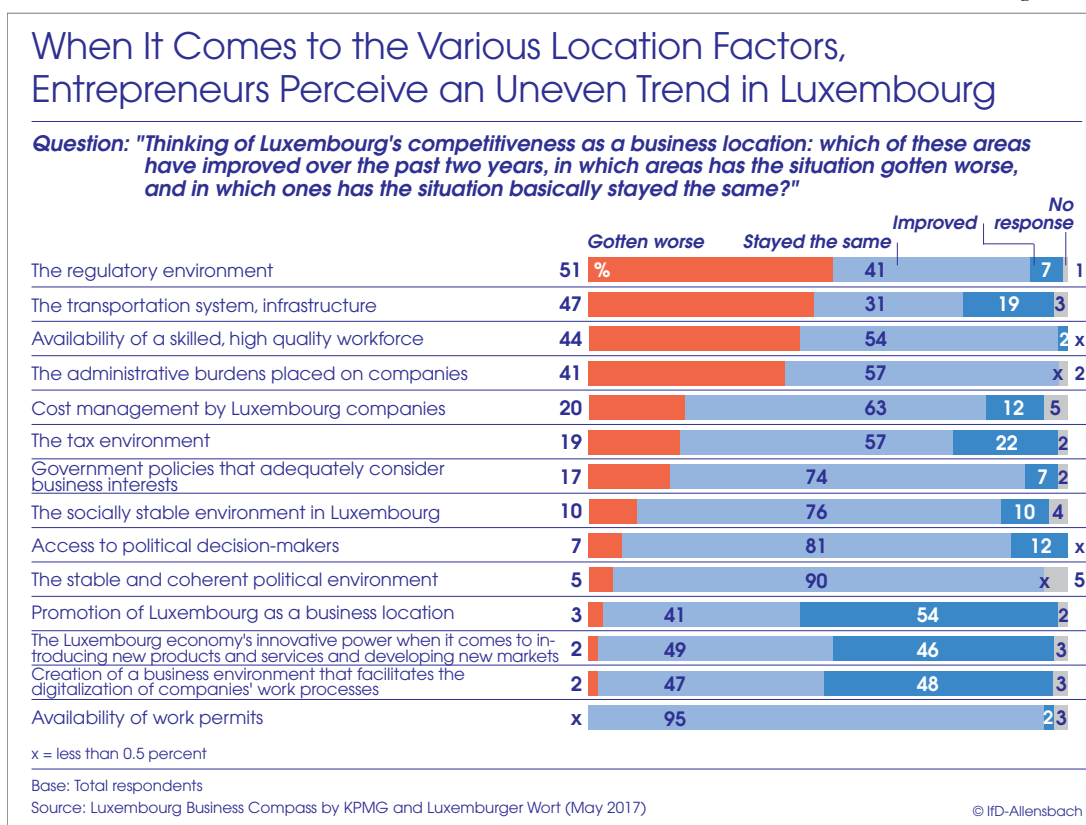 When It Comes to the Various Location Factors,
Entrepreneurs Perceive an Uneven Trend in Luxembourg
Question: "Thinking of Luxembourg's competitiveness as a business location: which of these areas
have improved over the past two years, in which areas has the situation gotten worse,
and in which ones has the situation basically stayed the same?"
Gotten worse Stayed the same Improved No response
The regulatory environment 51 % 41 7 1
The transportation system, infrastructure 47 31 19 3
Availability of a skilled, high quality workforce 44 54 2 x
The administrative burdens placed on companies 41 57 x 2
Cost management by Luxembourg companies 20 63 12 5
The tax environment 19 57 22 2
Government policies that adequately consider
business interests 17 74 7 2
The socially stable environment in Luxembourg 10 76 10 4
Access to political decision-makers 7 81 12 x
The stable and coherent political environment 5 90 x 5
Promotion of Luxembourg as a business location 3 41 54 2
The Luxembourg economy's innovative power when it comes to in-
troducing new products and services and developing new markets 2 49 46 3
Creation of a business environment that facilitates the
digitalization of companies' work processes 2 47 48 3
Availability of work permits x 95 2 3
x = less than 0.5 percent
Base: Total respondents
Source: Luxembourg Business Compass by KPMG and Luxemburger Wort (May 2017)
© IfD-Allensbach